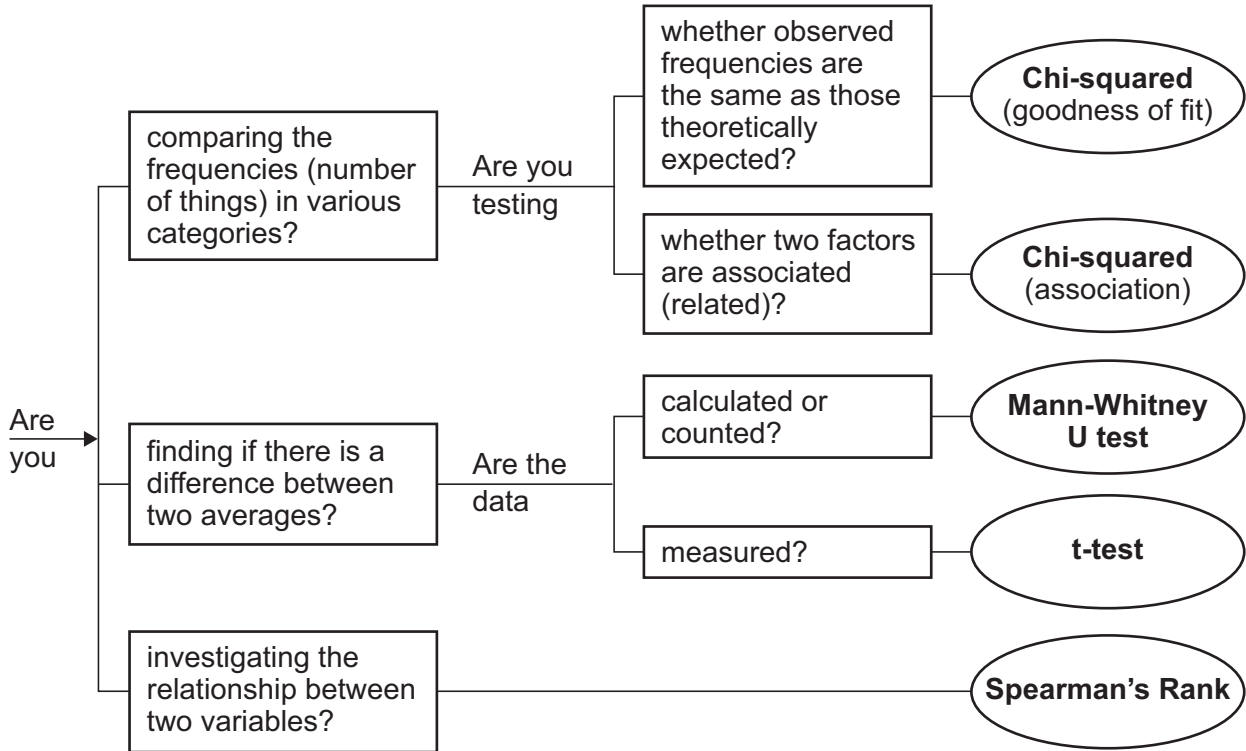 Are
you
comparing the
frequencies (number
of things) in various
categories?
Are you
testing
whether observed
frequencies are
the same as those
theoretically
expected?
Chi-squared
(goodness of fit)
whether two factors
are associated
(related)?
Chi-squared
(association)
finding if there is a
difference between
two averages?
Are the
data
calculated or
counted?
Mann-Whitney
U test
measured?
t-test
investigating the
relationship between
two variables?
Spearman’s Rank